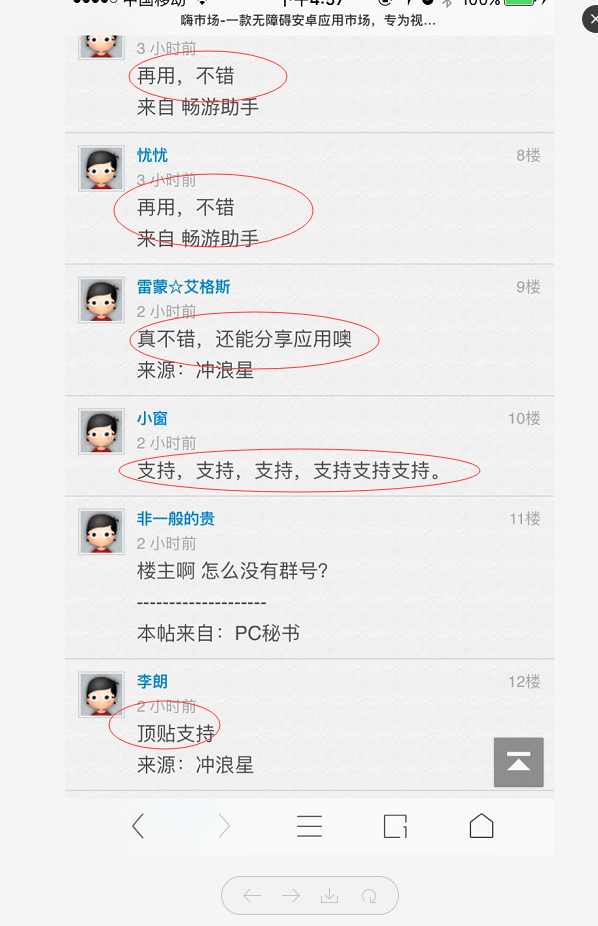 中国移动
下午4:37
100%
嗨市场-一款无障碍安卓应用市场，专为视...
3 小时前
再用，不错
来自 畅游助手
忧忧
8楼
3 小时前
再用，不错
来自 畅游助手
雷蒙☆艾格斯
9楼
2 小时前
真不错，还能分享应用噢
来源：冲浪星
小窗
10楼
2 小时前
支持，支持，支持，支持支持支持。
非一般的贵
11楼
2 小时前
楼主啊 怎么没有群号？
--------------------
本帖来自：PC秘书
李朗
12楼
2 小时前
顶贴支持
来源：冲浪星
1